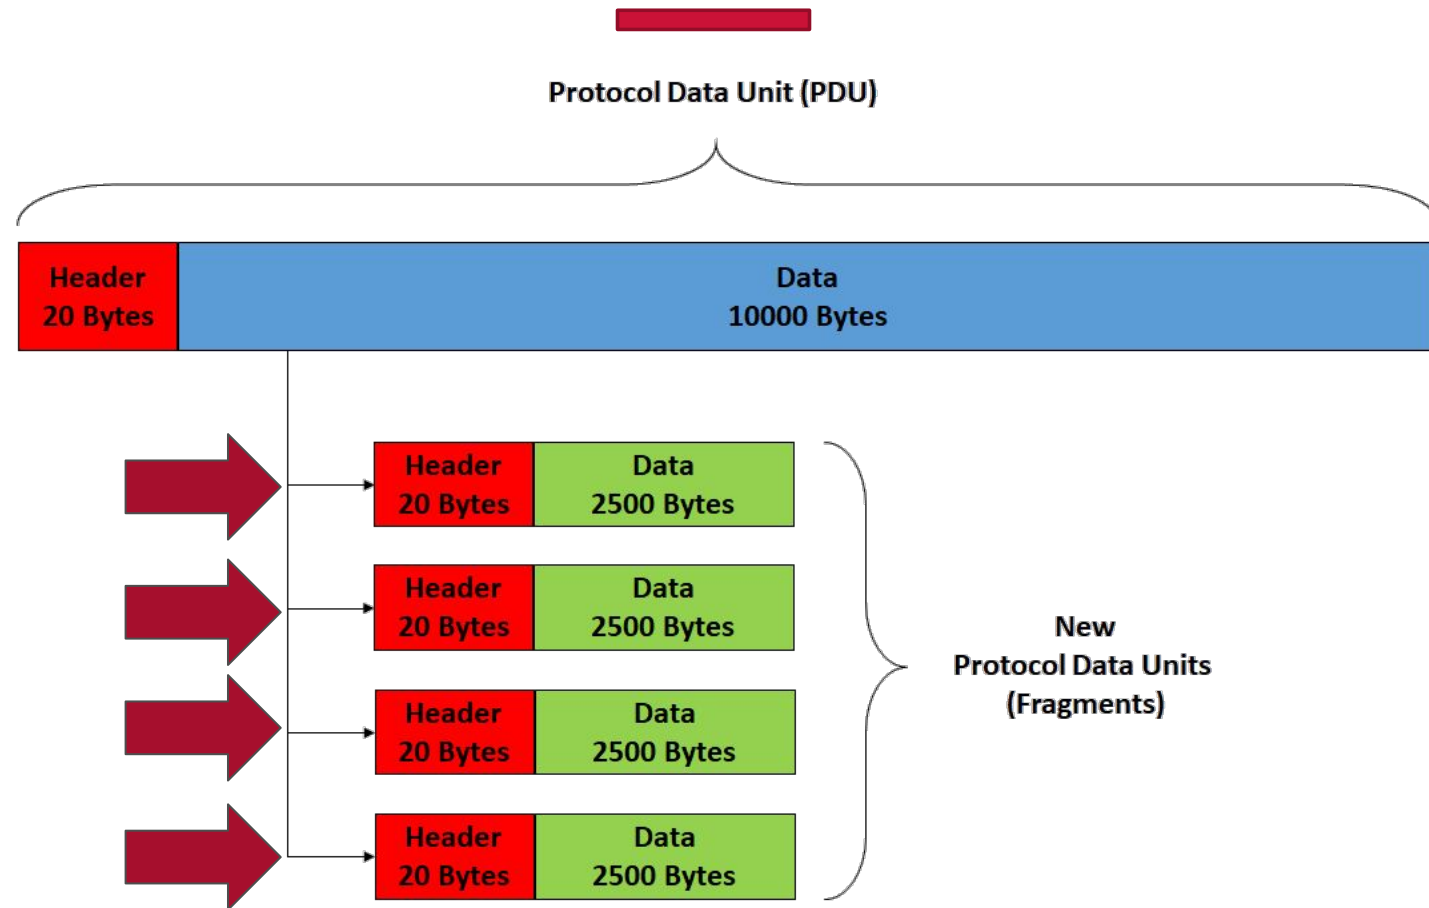 Protocol Data Unit (PDU)
Header
20 Bytes
Data
10000 Bytes
Header
20 Bytes
Data
2500 Bytes
Header
20 Bytes
Data
2500 Bytes
Header
20 Bytes
Data
2500 Bytes
Header
20 Bytes
Data
2500 Bytes
New
Protocol Data Units
(Fragments)